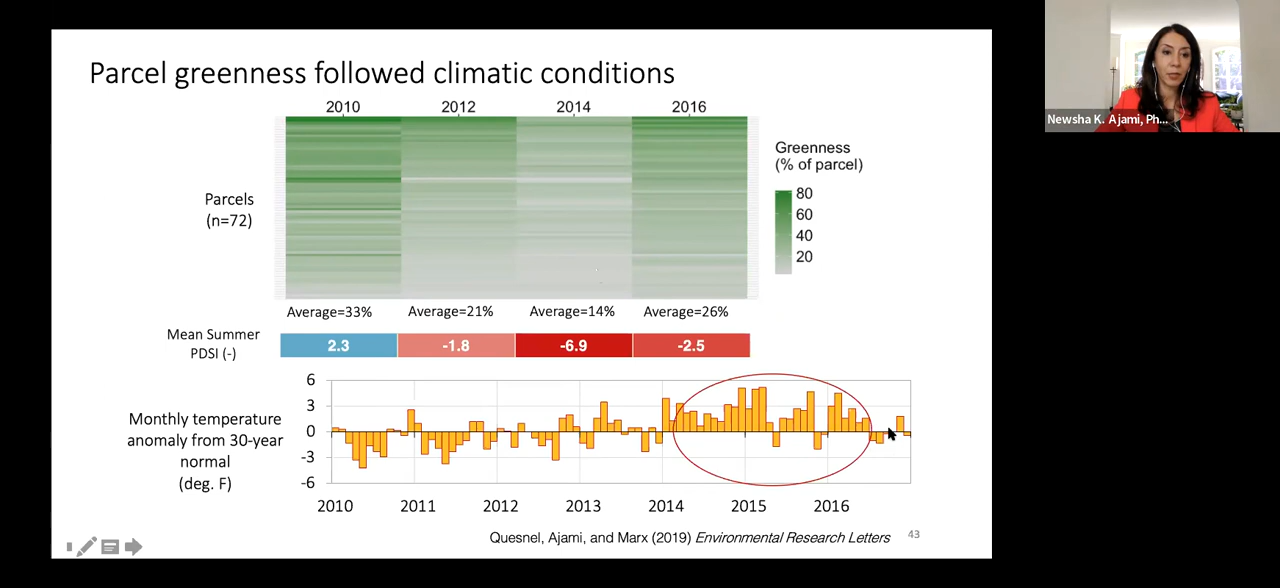 Parcel greenness followed climatic conditions
2010 2012 2014 2016
Greenness
(% of parcel)
80
60
40
20
Parcels
(n=72)
Average=33% Average=21% Average=14% Average=26%
Mean Summer
PDSI (-)
2.3 -1.8 -6.9 -2.5
Monthly temperature
anomaly from 30-year
normal
(deg. F)
6
3
0
-3
-6
2010 2011 2012 2013 2014 2015 2016
Quesnel, Ajami, and Marx (2019) Environmental Research Letters
43
Newsha K. Ajami, Ph...